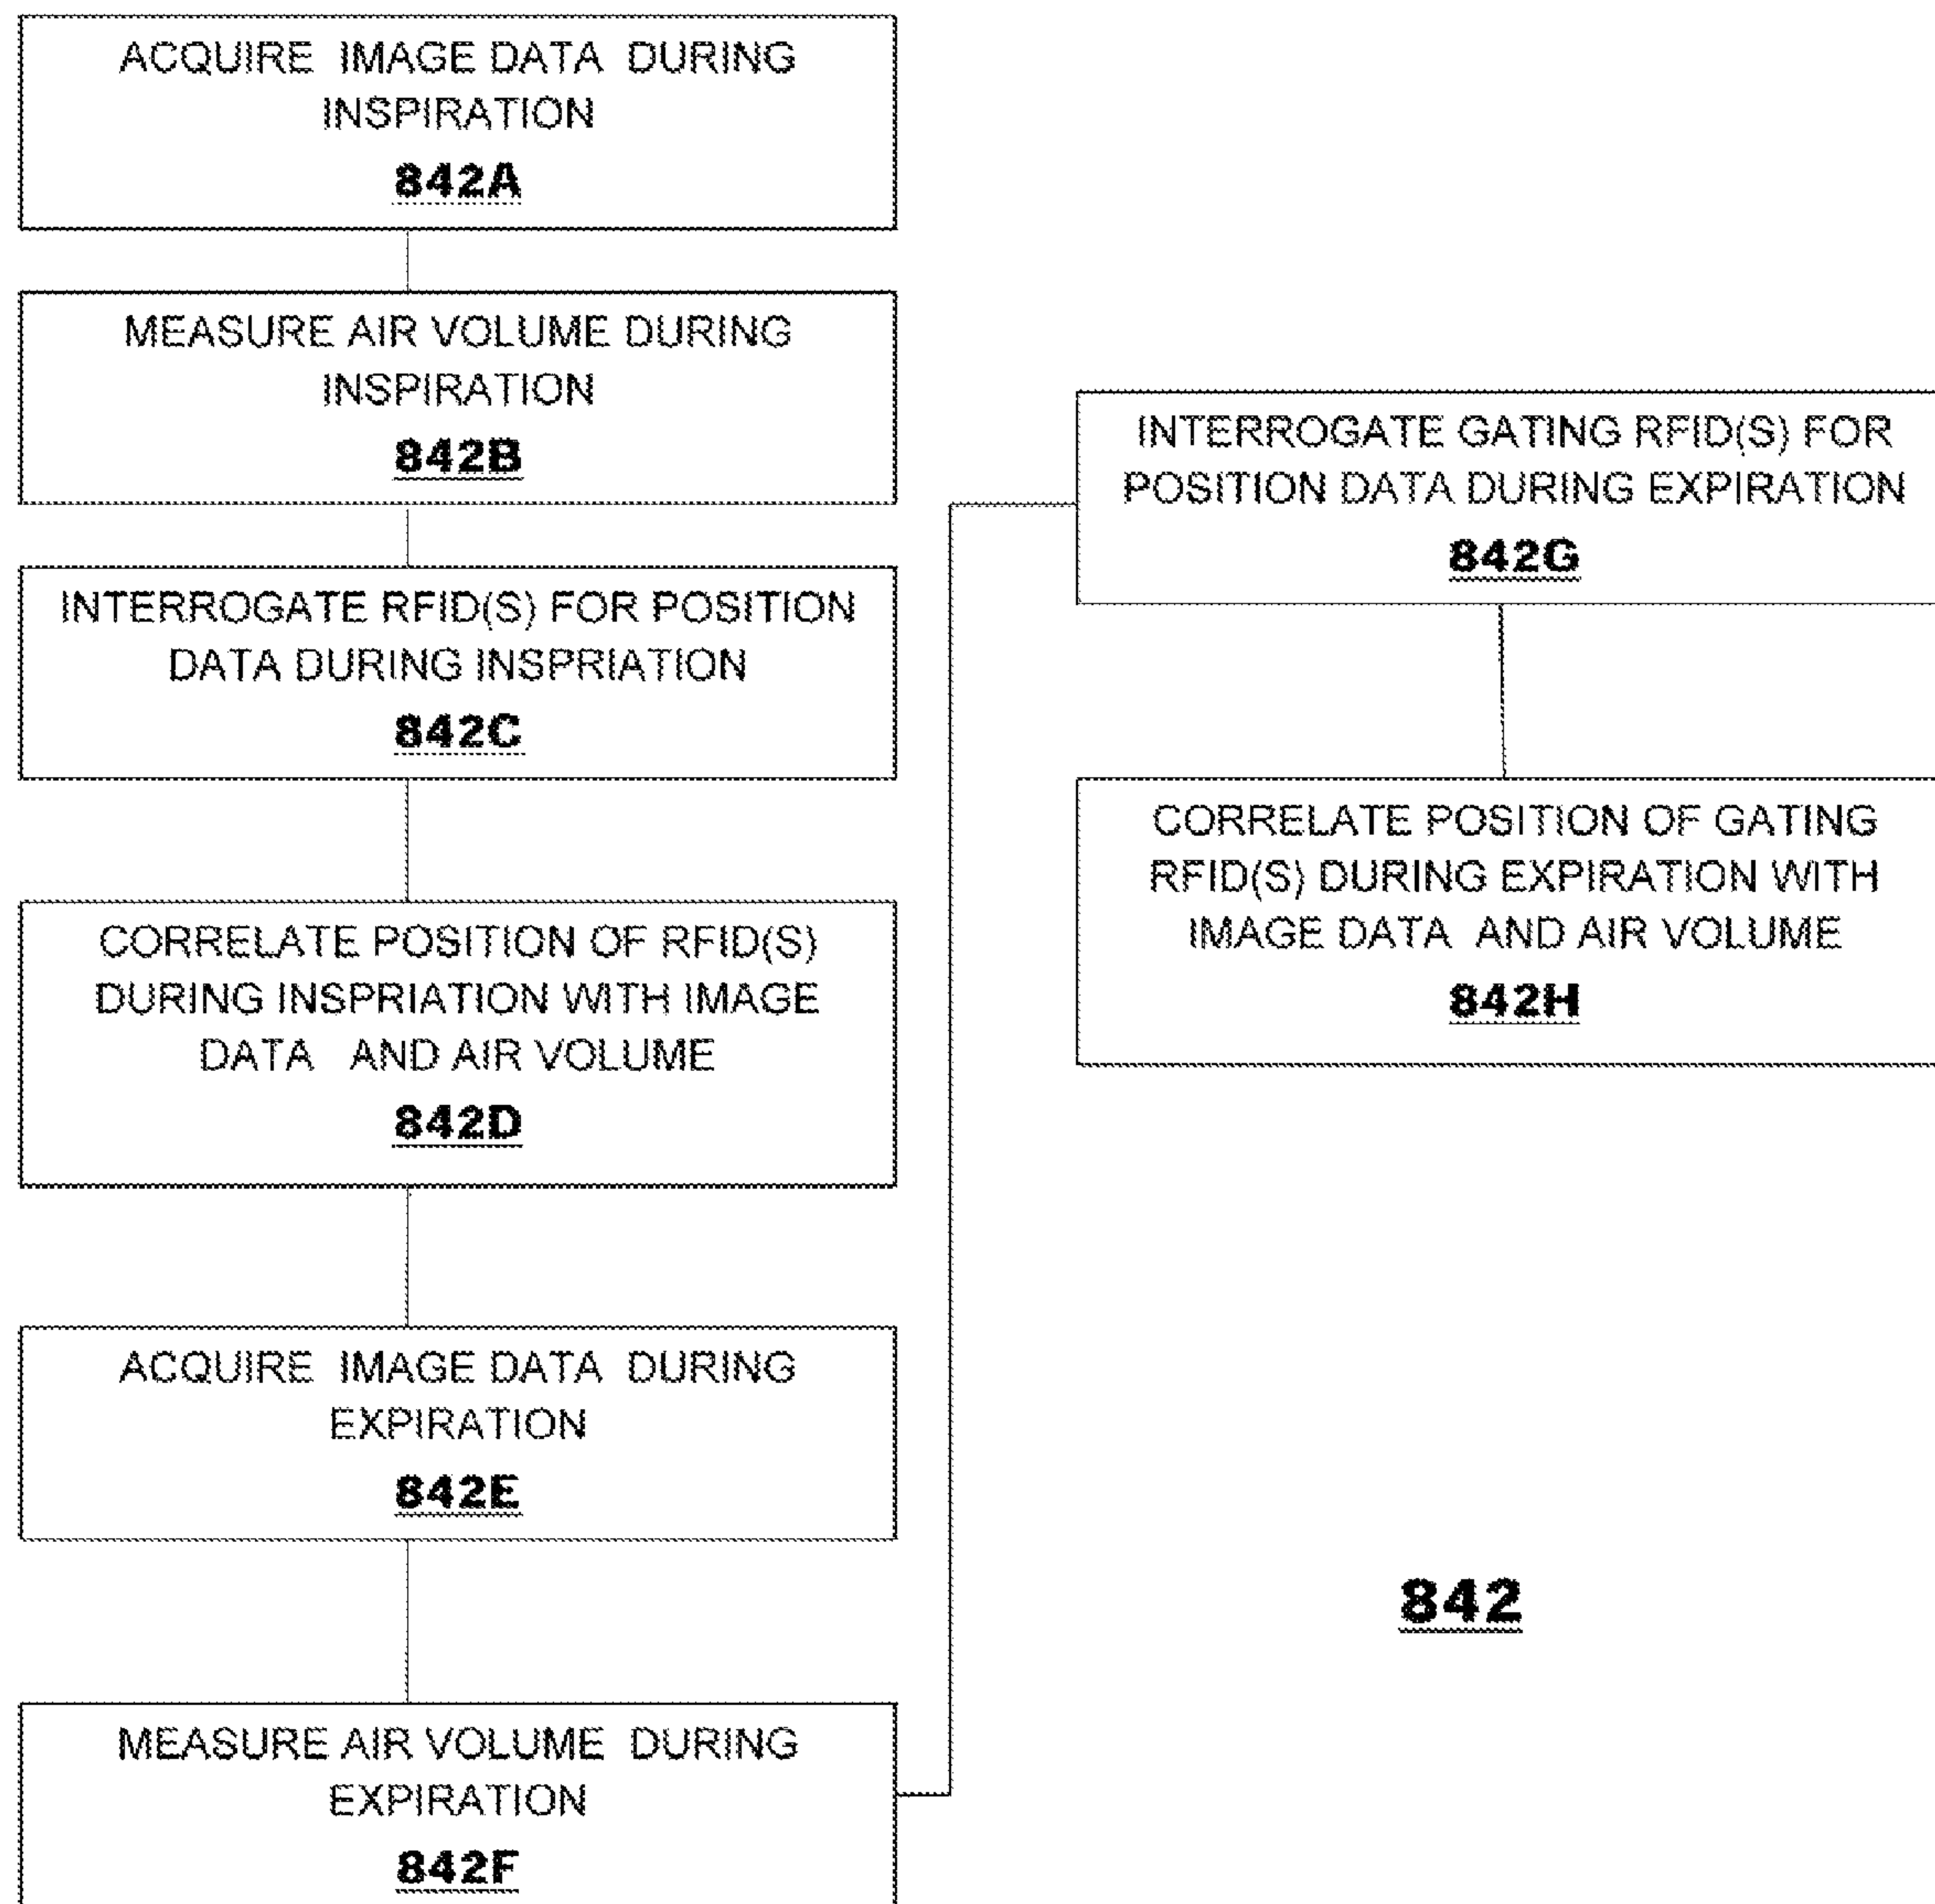 ACQUIRE IMAGE DATA DURING
INSPIRATION
842A
MEASURE AIR VOLUME DURING
INSPIRATION
842B
INTERROGATE RFID(S) FOR POSITION
DATA DURING INSPRIATION
842C
CORRELATE POSITION OF RFID(S)
DURING INSPRIATION WITH IMAGE
DATA AND AIR VOLUME
842D
ACQUIRE IMAGE DATA DURING
EXPIRATION
842E
MEASURE AIR VOLUME DURING
EXPIRATION
842F
INTERROGATE GATING RFID(S) FOR
POSITION DATA DURING EXPIRATION
842G
CORRELATE POSITION OF GATING
RFID(S) DURING EXPIRATION WITH
IMAGE DATA AND AIR VOLUME
842H
842